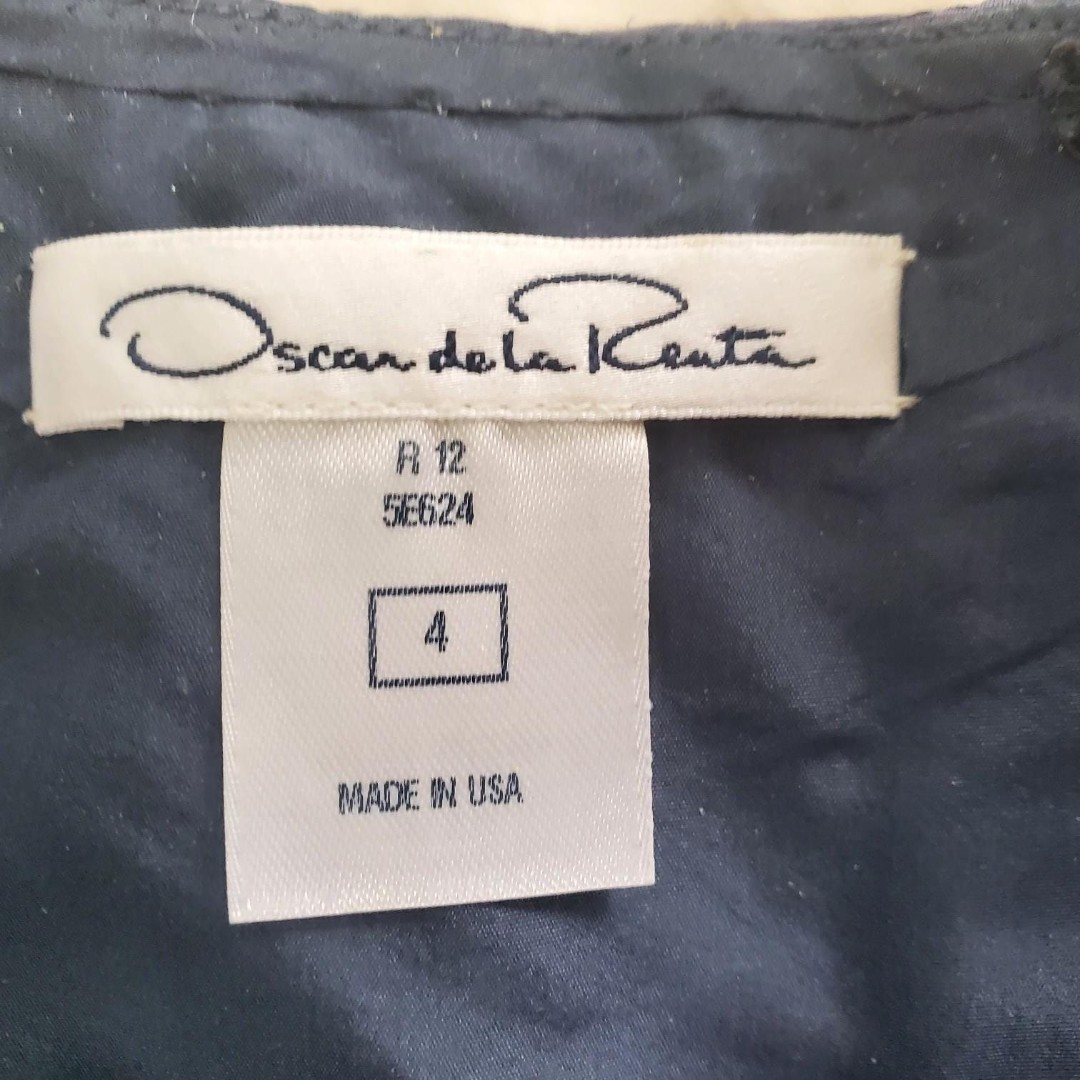 Oscar de la Renta
R 12
5E624
4
MADE IN USA